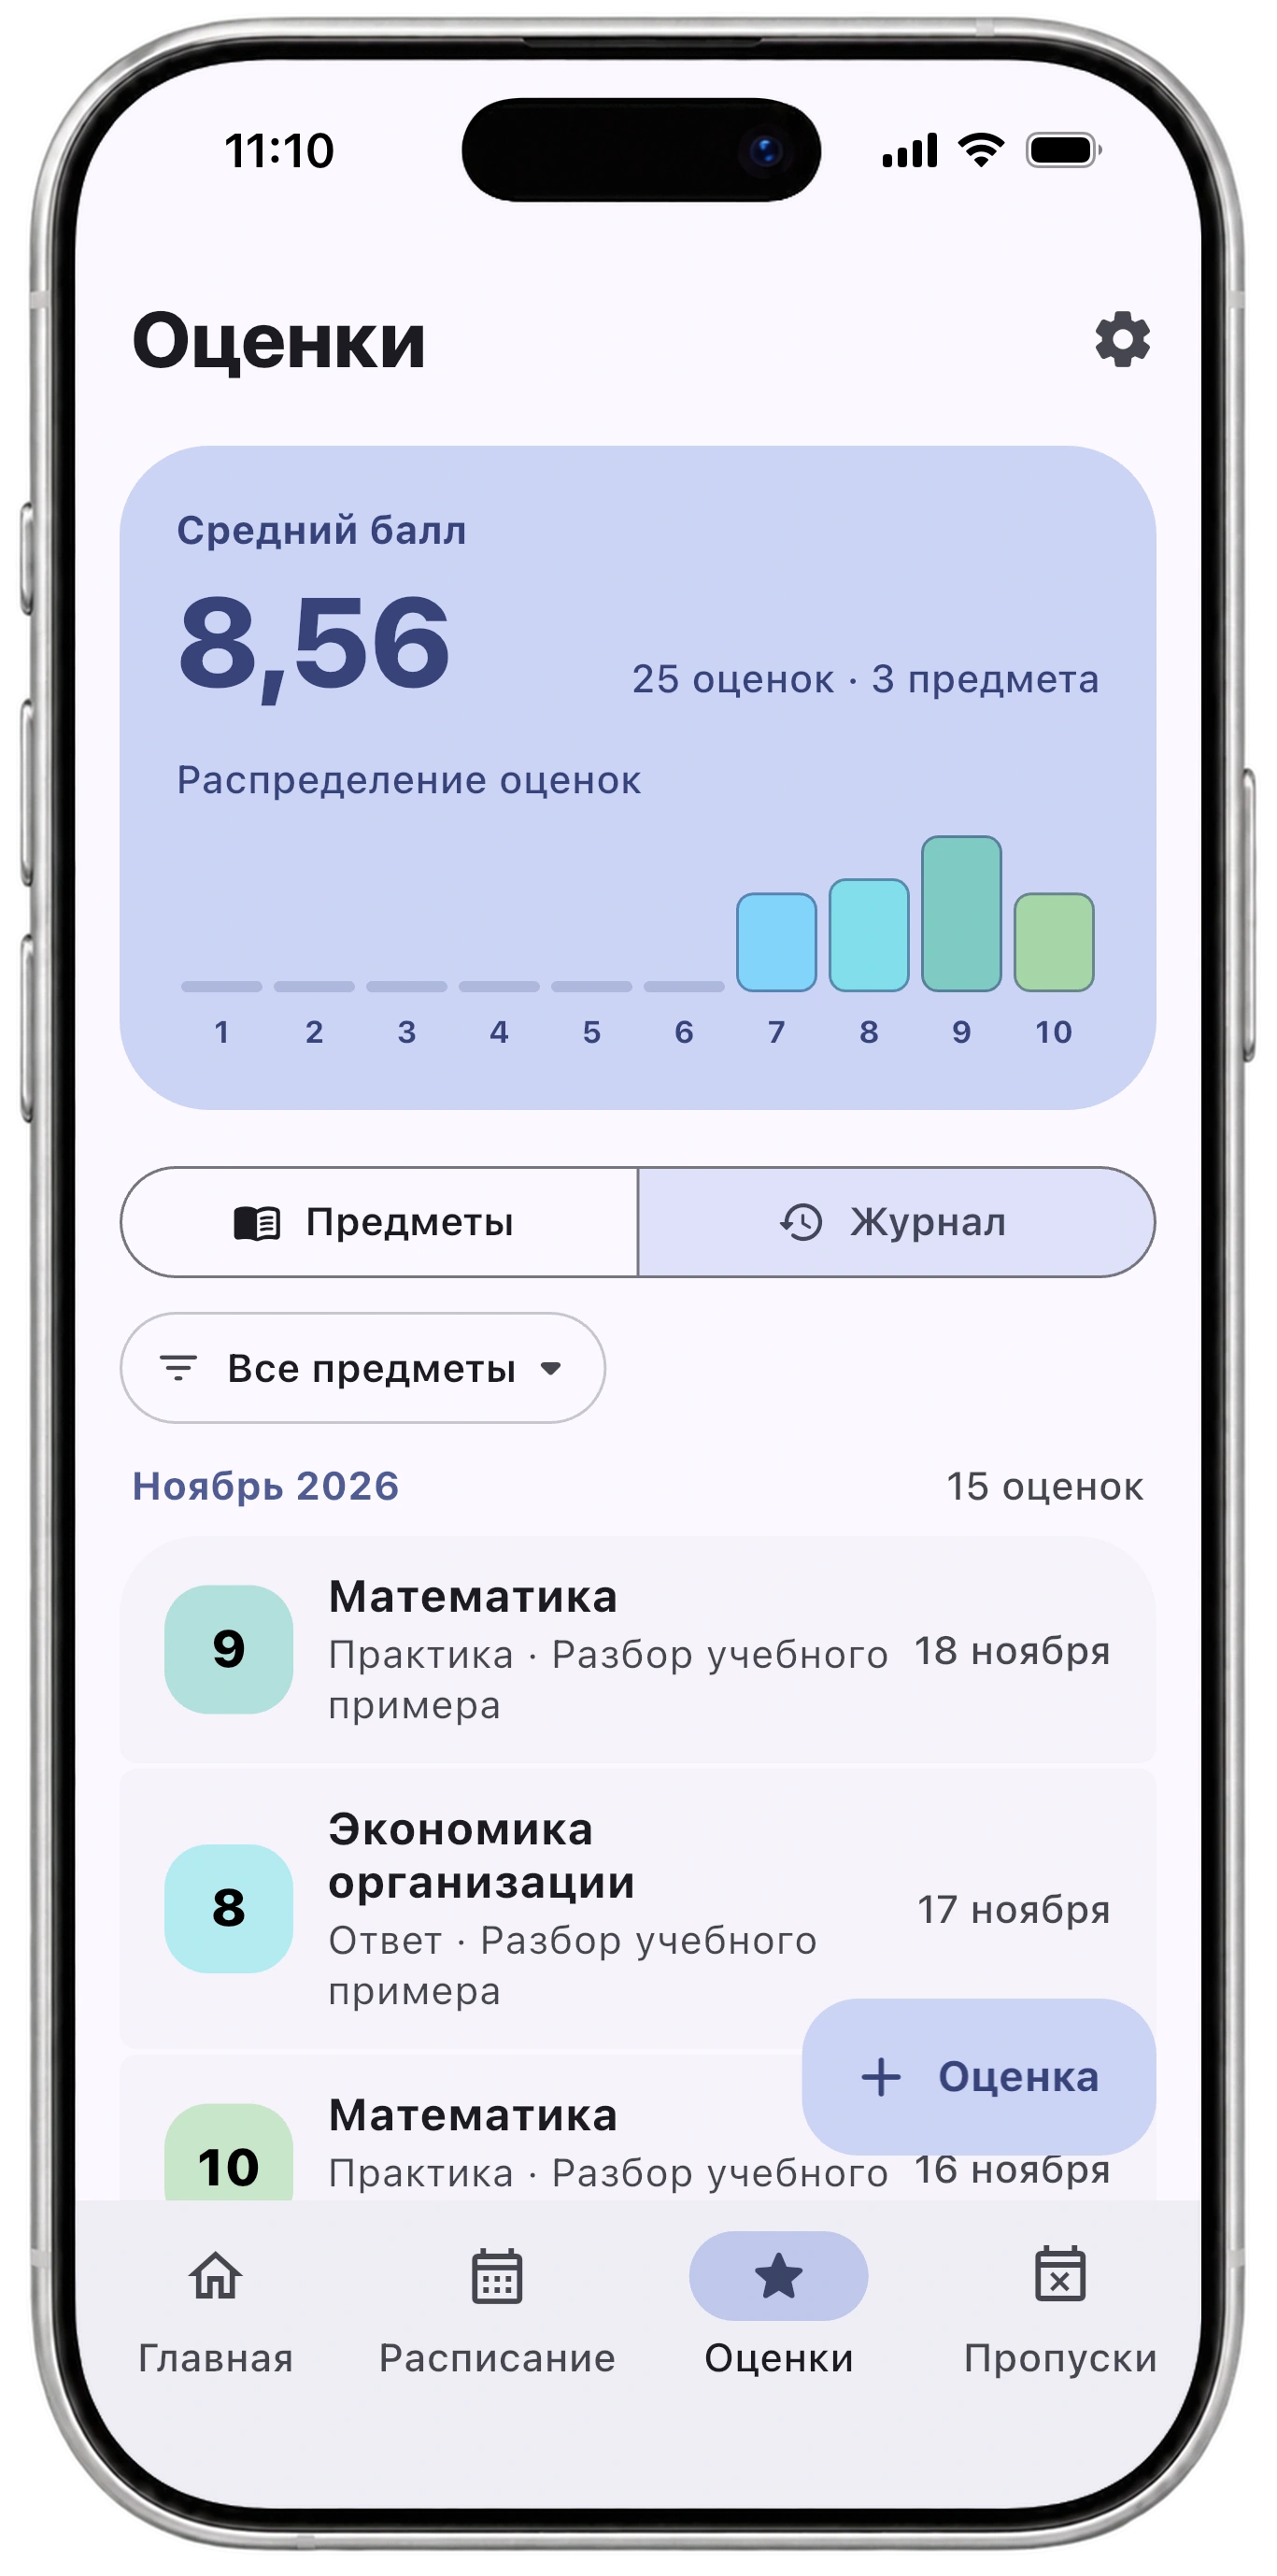 11:10
Оценки
Средний балл
8,56
25 оценок · 3 предмета
Распределение оценок
1 2 3 4 5 6 7 8 9 10
Предметы
Журнал
Все предметы
Ноябрь 2026
15 оценок
9
Математика
Практика · Разбор учебного
примера
18 ноября
8
Экономика
организации
Ответ · Разбор учебного
примера
17 ноября
10
Математика
Практика · Разбор учебного
16 ноября
Оценка
Главная
Расписание
Оценки
Пропуски